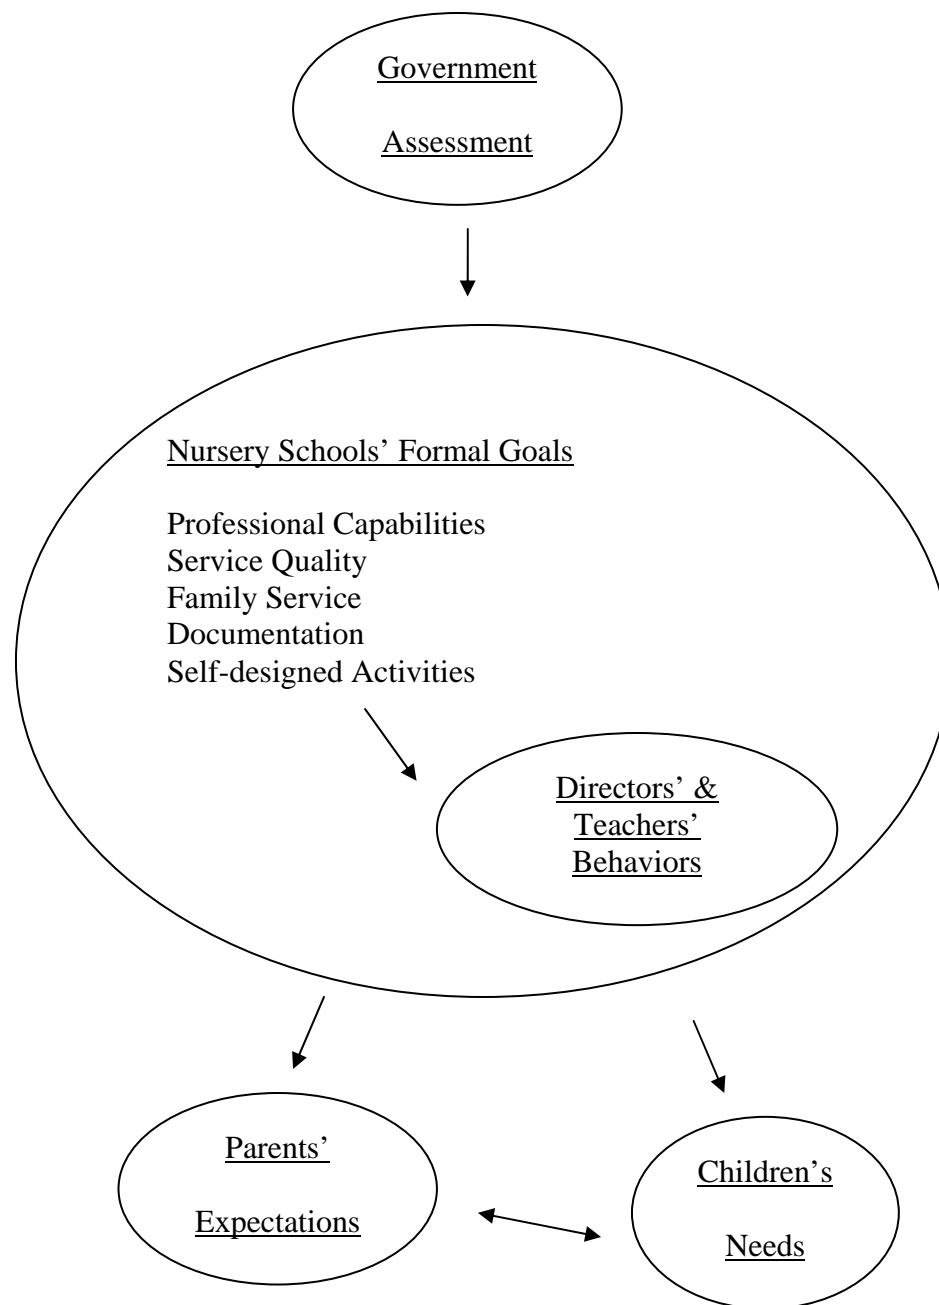 Government
Assessment
Nursery Schools’ Formal Goals
Professional Capabilities
Service Quality
Family Service
Documentation
Self-designed Activities
Directors’ &
Teachers’
Behaviors
Parents’
Expectations
Children’s
Needs